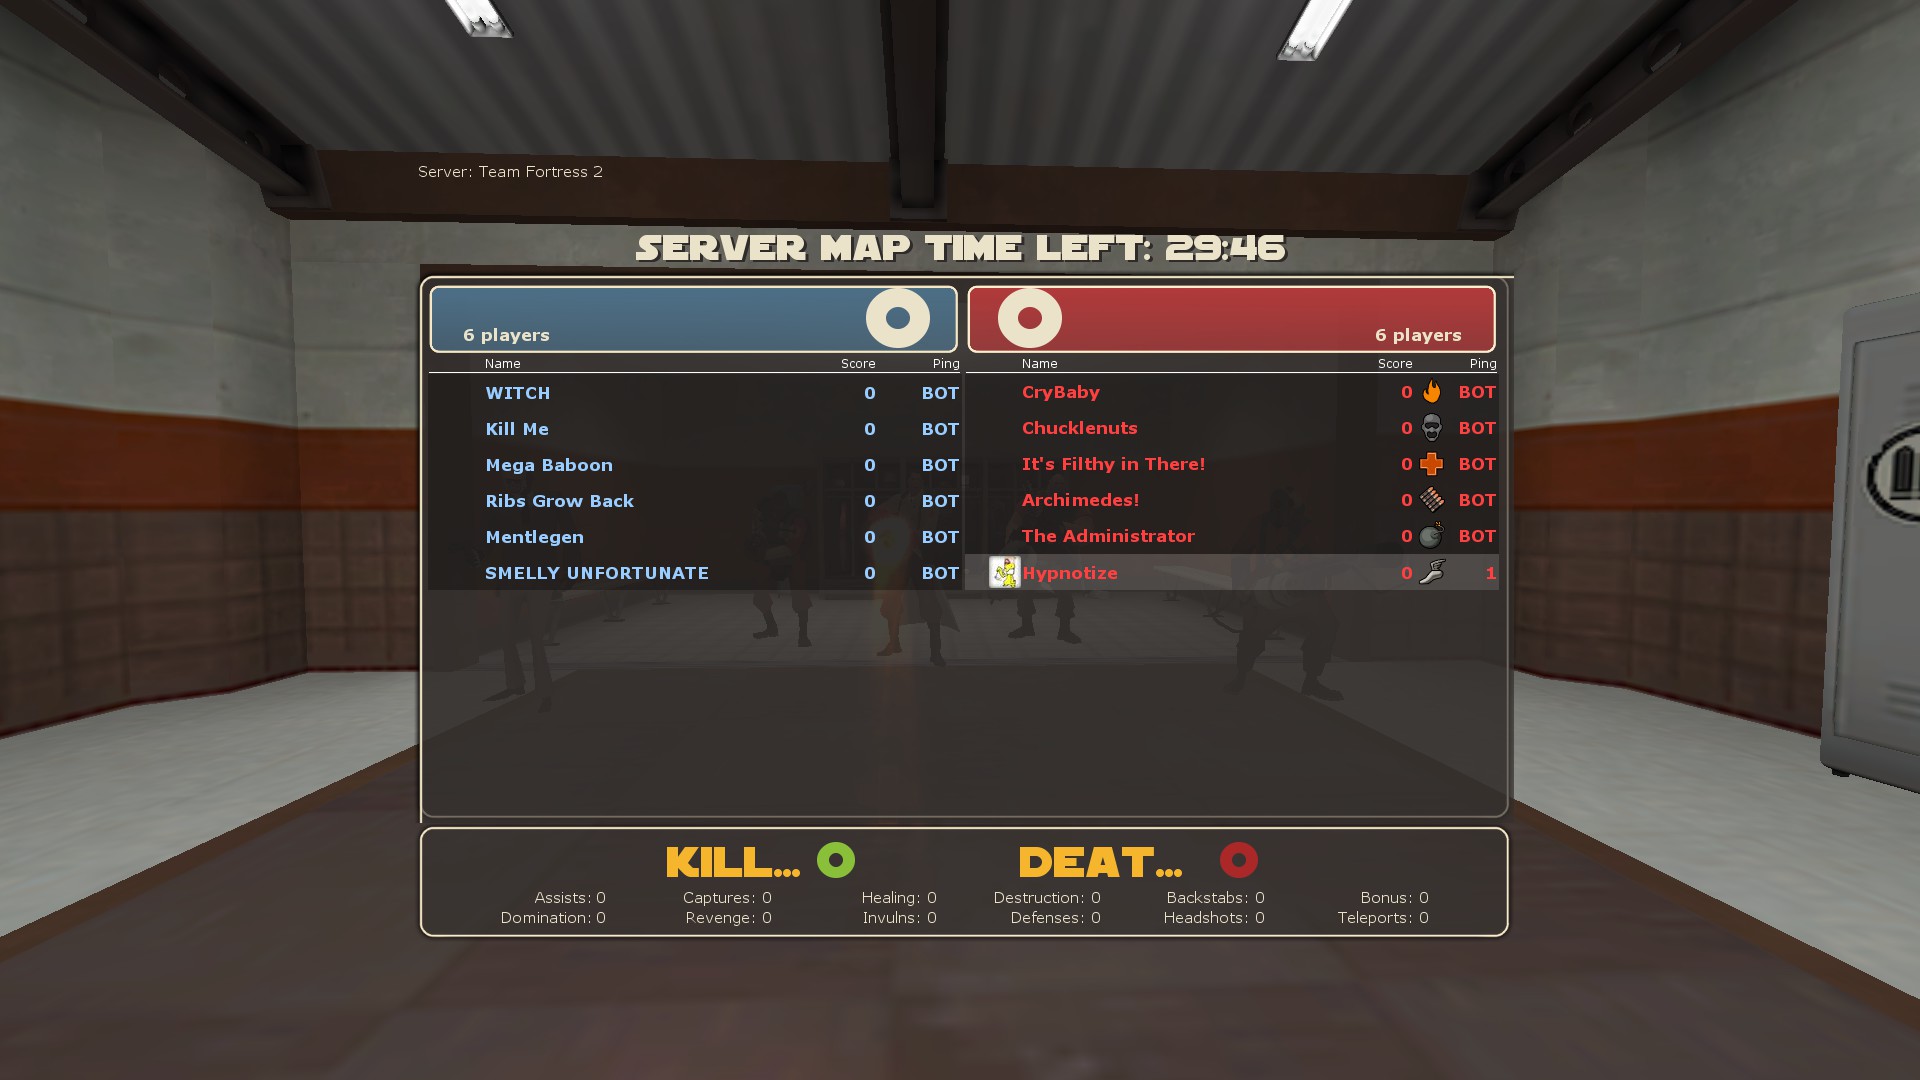 Server: Team Fortress 2
SERVER MAP TIME LEFT: 29:46
6 players 0
0 6 players
Name Score Ping
WITCH 0 BOT
Kill Me 0 BOT
Mega Baboon 0 BOT
Ribs Grow Back 0 BOT
Mentlegen 0 BOT
SMELLY UNFORTUNATE 0 BOT
Name Score Ping
CryBaby 0 BOT
Chucklenuts 0 BOT
It's Filthy in There! 0 BOT
Archimedes! 0 BOT
The Administrator 0 BOT
Hypnotize 0 1
KILL... 0 DEAT... 0
Assists: 0 Captures: 0 Healing: 0 Destruction: 0 Backstabs: 0 Bonus: 0
Domination: 0 Revenge: 0 Invulns: 0 Defenses: 0 Headshots: 0 Teleports: 0